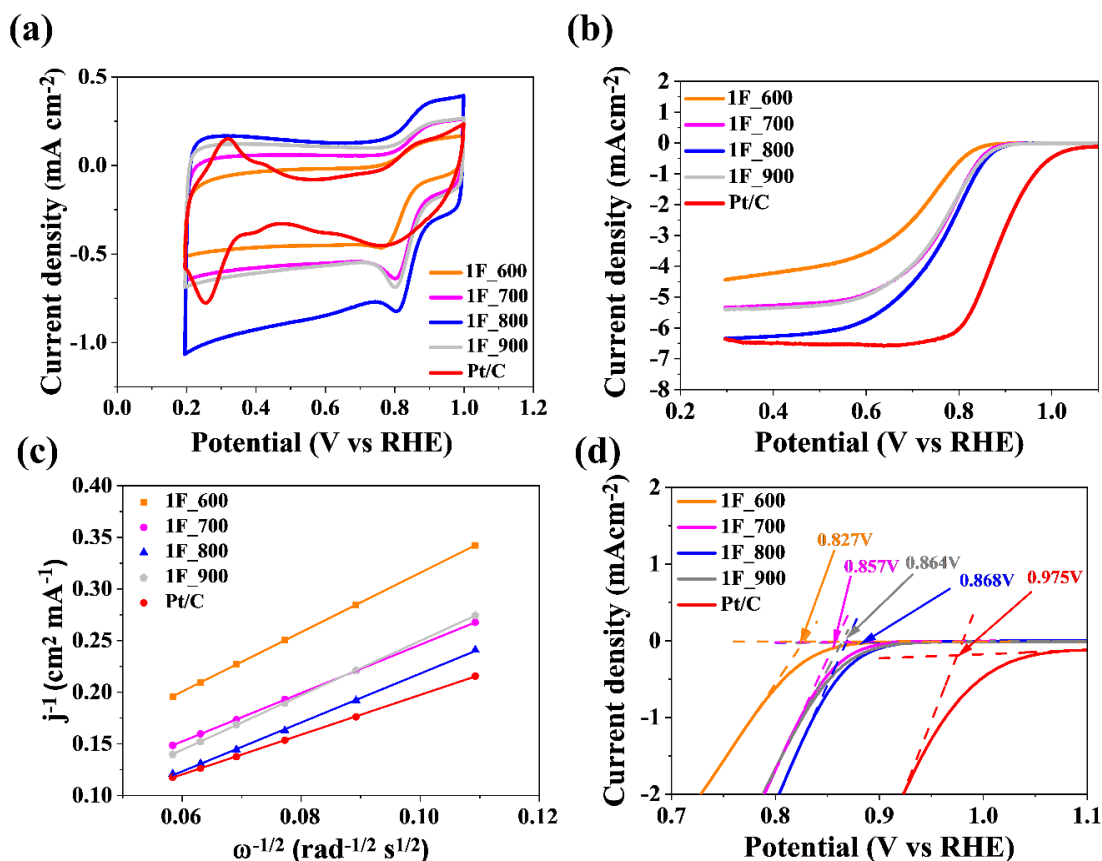 (a)
Current density (mA cm-2)
0.5
0.0
-0.5
-1.0
0.0 0.2 0.4 0.6 0.8 1.0 1.2
Potential (V vs RHE)
1F_600
1F_700
1F_800
1F_900
Pt/C
(b)
Current density (mAcm-2)
2
1
0
-1
-2
-3
-4
-5
-6
-7
-8
0.2 0.4 0.6 0.8 1.0
Potential (V vs RHE)
1F_600
1F_700
1F_800
1F_900
Pt/C
(c)
j-1 (cm2 mA-1)
0.40
0.35
0.30
0.25
0.20
0.15
0.10
0.06 0.08 0.10 0.12
ω-1/2 (rad-1/2 s1/2)
1F_600
1F_700
1F_800
1F_900
Pt/C
(d)
Current density (mAcm-2)
2
1
0
-1
-2
0.7 0.8 0.9 1.0 1.1
Potential (V vs RHE)
1F_600
1F_700
1F_800
1F_900
Pt/C
0.827V
0.857V
0.864V
0.868V
0.975V